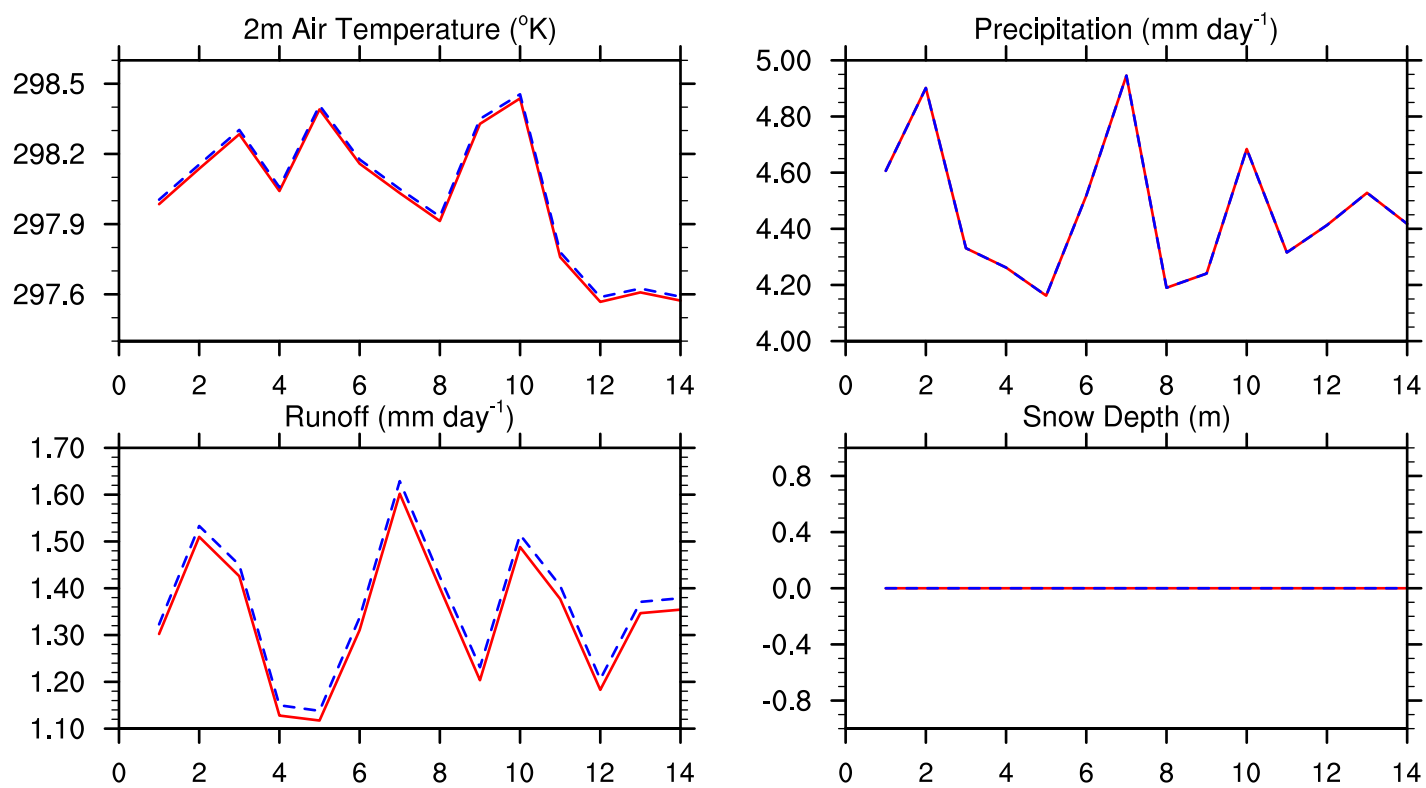 2m Air Temperature (°K)
298.5
298.2
297.9
297.6
0 2 4 6 8 10 12 14
Precipitation (mm day⁻¹)
5.00
4.80
4.60
4.40
4.20
4.00
0 2 4 6 8 10 12 14
Runoff (mm day⁻¹)
1.70
1.60
1.50
1.40
1.30
1.20
1.10
0 2 4 6 8 10 12 14
Snow Depth (m)
0.8
0.4
0.0
-0.4
-0.8
0 2 4 6 8 10 12 14